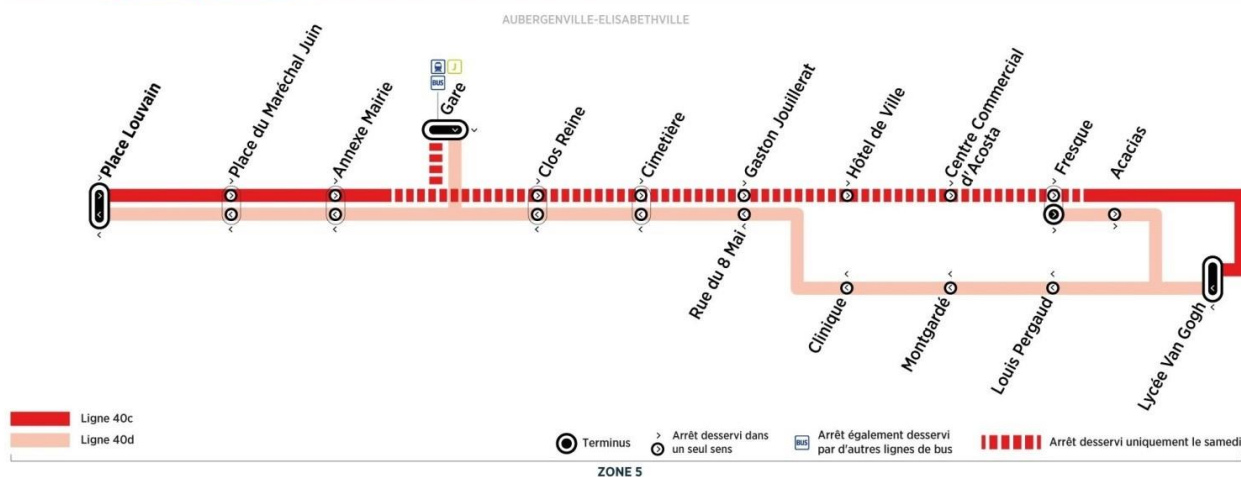 AUBERGENVILLE-ELISABETHVILLE
Place Louvain
Place du Maréchal Juin
Annexe Mairie
J
BUS
Gare
Clos Reine
Cimetière
Gaston Jouillerat
Hôtel de Ville
Centre Commercial
d'Acosta
Fresque
Acacias
Rue du 8 Mai
Clinique
Montgardé
Louis Pergaud
Lycée Van Gogh
Ligne 40c
Ligne 40d
Terminus
Arrêt desservi dans
un seul sens
BUS
Arrêt également desservi
par d'autres lignes de bus
Arrêt desservi uniquement le samedi
ZONE 5